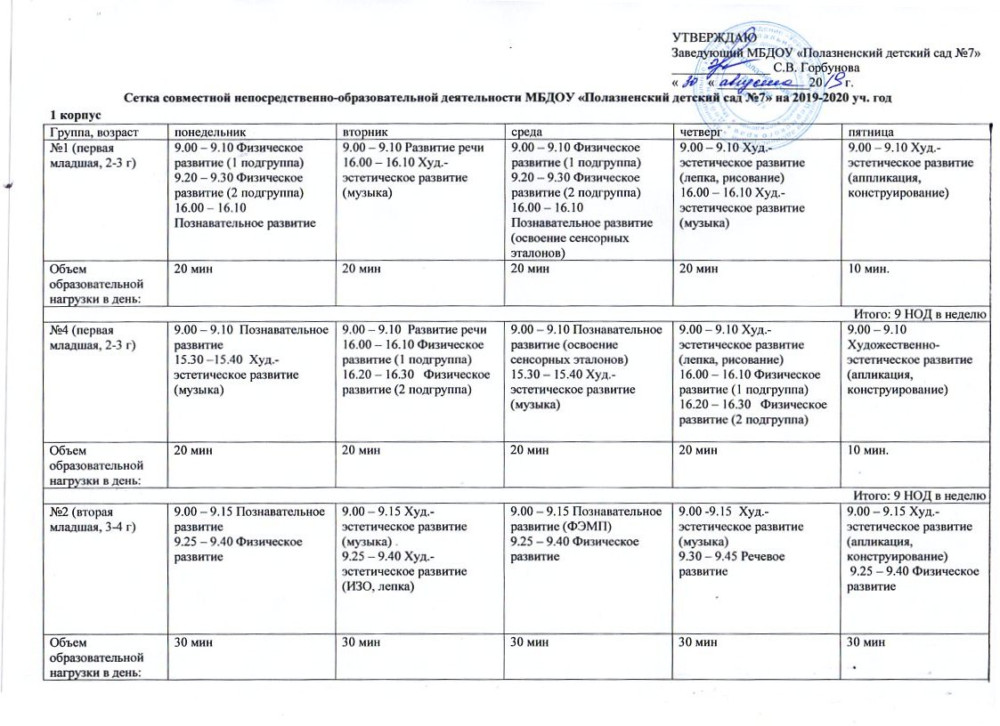 УТВЕРЖДАЮ
Заведующий МБДОУ «Полазненский детский сад №7»
_______________ С.В. Горбунова
« 30 « августа 2019 г.
Сетка совместной непосредственно-образовательной деятельности МБДОУ «Полазненский детский сад №7» на 2019-2020 уч. год
1 корпус
Группа, возраст
понедельник
вторник
среда
четверг
пятница
№1 (первая
младшая, 2-3 г)
9.00 – 9.10 Физическое
развитие (1 подгруппа)
9.20 – 9.30 Физическое
развитие (2 подгруппа)
16.00 – 16.10
Познавательное развитие
9.00 – 9.10 Развитие речи
16.00 – 16.10 Худ.-
эстетическое развитие
(музыка)
9.00 – 9.10 Физическое
развитие (1 подгруппа)
9.20 – 9.30 Физическое
развитие (2 подгруппа)
16.00 – 16.10
Познавательное развитие
(освоение сенсорных
эталонов)
9.00 – 9.10 Худ.-
эстетическое развитие
(лепка, рисование)
16.00 – 16.10 Худ.-
эстетическое развитие
(музыка)
9.00 – 9.10 Худ.-
эстетическое развитие
(аппликация,
конструирование)
Объем
образовательной
нагрузки в день:
20 мин
20 мин
20 мин
20 мин
10 мин.
Итого: 9 НОД в неделю
№4 (первая
младшая, 2-3 г)
9.00 – 9.10 Познавательное
развитие
15.30 –15.40 Худ.-
эстетическое развитие
(музыка)
9.00 – 9.10 Развитие речи
16.00 – 16.10 Физическое
развитие (1 подгруппа)
16.20 – 16.30 Физическое
развитие (2 подгруппа)
9.00 – 9.10 Познавательное
развитие (освоение
сенсорных эталонов)
15.30 – 15.40 Худ.-
эстетическое развитие
(музыка)
9.00 – 9.10 Худ.-
эстетическое развитие
(лепка, рисование)
16.00 – 16.10 Физическое
развитие (1 подгруппа)
16.20 – 16.30 Физическое
развитие (2 подгруппа)
9.00 – 9.10
Художественно-
эстетическое развитие
(апликация,
конструирование)
Объем
образовательной
нагрузки в день:
20 мин
20 мин
20 мин
20 мин
10 мин.
Итого: 9 НОД в неделю
№2 (вторая
младшая, 3-4 г)
9.00 – 9.15 Познавательное
развитие
9.25 – 9.40 Физическое
развитие
9.00 – 9.15 Худ.-
эстетическое развитие
(музыка)
9.25 – 9.40 Худ.-
эстетическое развитие
(ИЗО, лепка)
9.00 – 9.15 Познавательное
развитие (ФЭМП)
9.25 – 9.40 Физическое
развитие
9.00 -9.15 Худ.-
эстетическое развитие
(музыка)
9.30 – 9.45 Речевое
развитие
9.00 – 9.15 Худ.-
эстетическое развитие
(апликация,
конструирование)
9.25 – 9.40 Физическое
развитие
Объем
образовательной
нагрузки в день:
30 мин
30 мин
30 мин
30 мин
30 мин